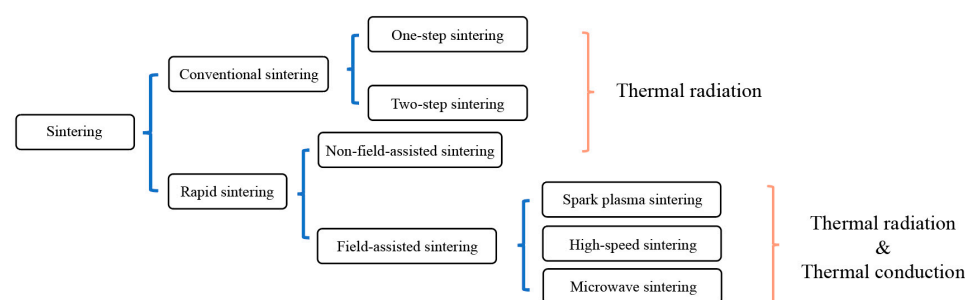 One-step sintering
Conventional sintering
Thermal radiation
Two-step sintering
Sintering
Non-field-assisted sintering
Rapid sintering
Spark plasma sintering
Thermal radiation
&
Thermal conduction
Field-assisted sintering
High-speed sintering
Microwave sintering